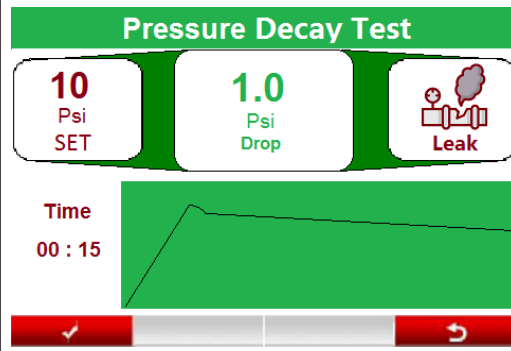 Pressure Decay Test
10
Psi
SET
1.0
Psi
Drop
Leak
Time
00 : 15